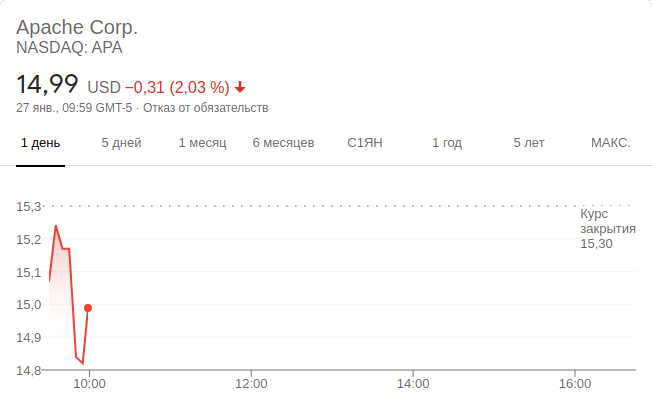 Apache Corp.
NASDAQ: APA
14,99 USD −0,31 (2,03 %)
27 янв., 09:59 GMT-5 · Отказ от обязательств
1 день 5 дней 1 месяц 6 месяцев С1ЯН 1 год 5 лет МАКС.
15,3
Курс
закрытия
15,30
15,2
15,1
15,0
14,9
14,8
10:00 12:00 14:00 16:00